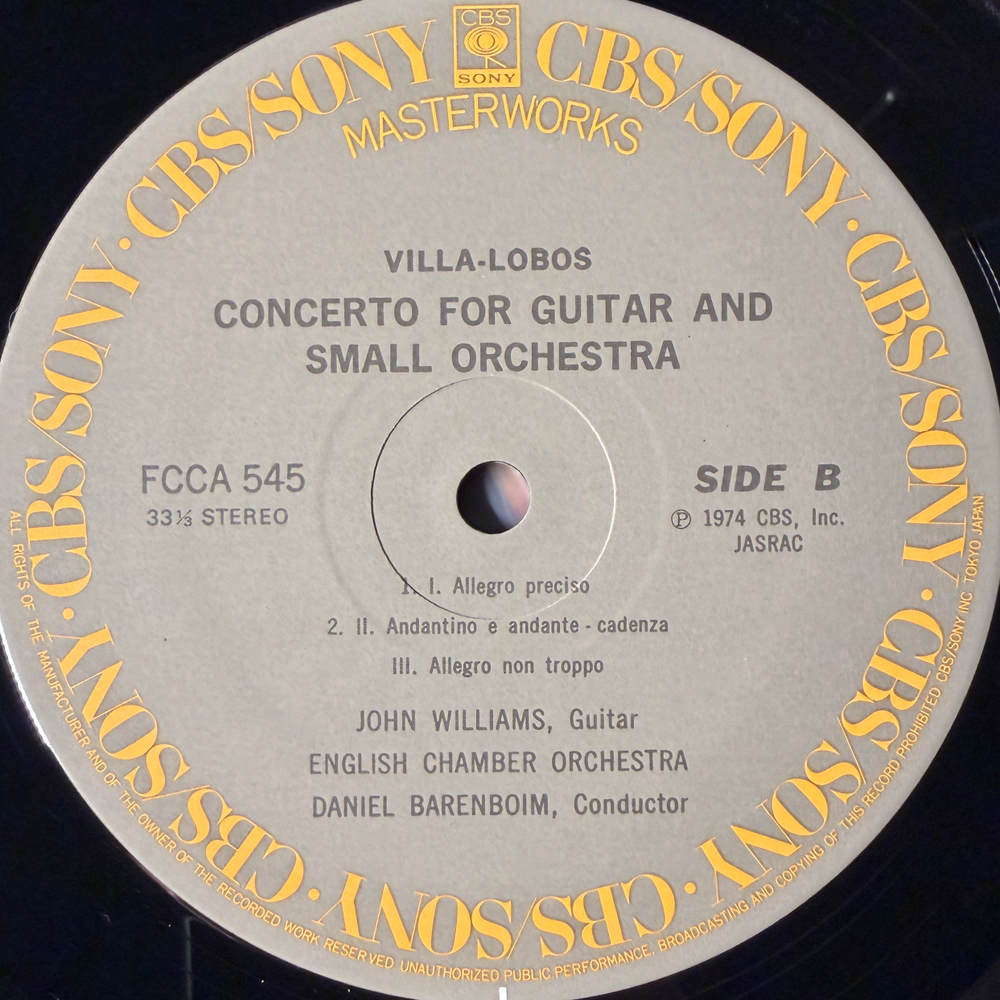 CBS
SONY
CBS/SONY · CBS/SONY · CBS/SONY · CBS/SONY · CBS/SONY · CBS/SONY · CBS/SONY · CBS/SONY · CBS/SONY · CBS/SONY
MASTERWORKS
VILLA-LOBOS
CONCERTO FOR GUITAR AND
SMALL ORCHESTRA
FCCA 545
33⅓ STEREO
SIDE B
℗ 1974 CBS, Inc.
JASRAC
1. I. Allegro preciso
2. II. Andantino e andante - cadenza
III. Allegro non troppo
JOHN WILLIAMS, Guitar
ENGLISH CHAMBER ORCHESTRA
DANIEL BARENBOIM, Conductor
ALL RIGHTS OF THE MANUFACTURER AND OF THE OWNER OF THE RECORDED WORK RESERVED UNAUTHORIZED PUBLIC PERFORMANCE, BROADCASTING AND COPYING OF THIS RECORD PROHIBITED CBS/SONY INC TOKYO JAPAN